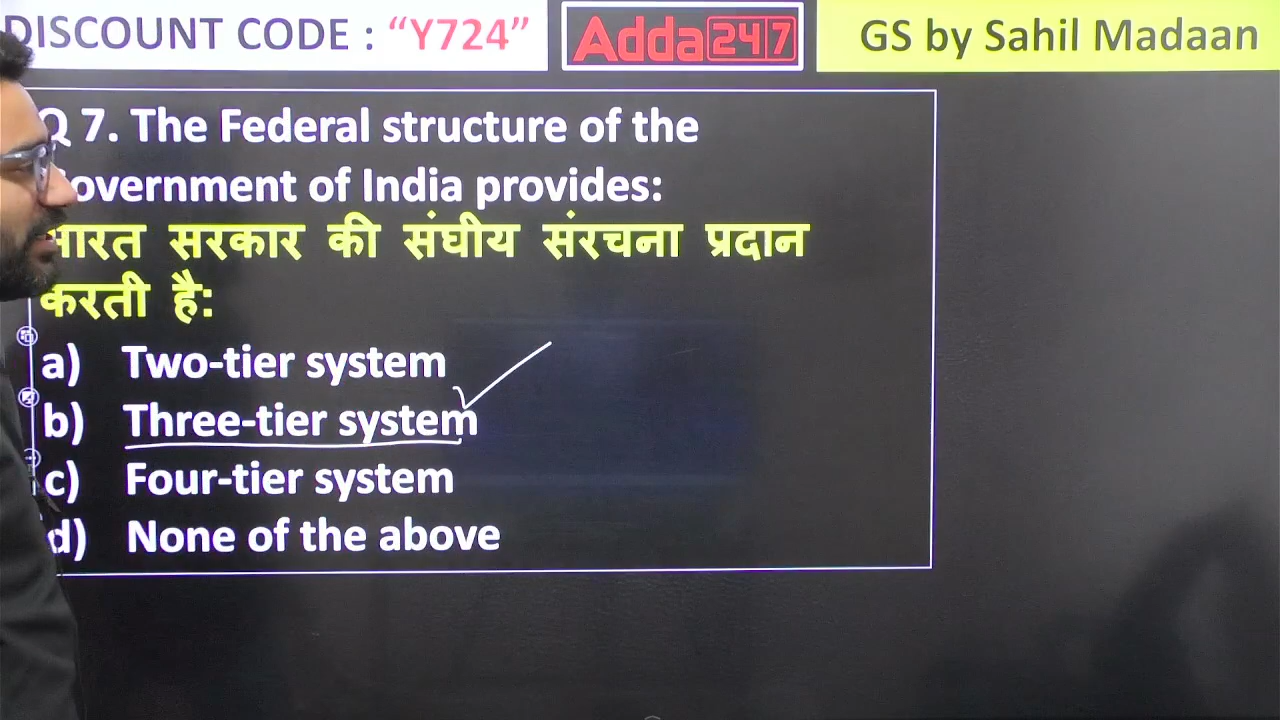 DISCOUNT CODE : “Y724”
Adda247
GS by Sahil Madaan
Q 7. The Federal structure of the
Government of India provides:
भारत सरकार की संघीय संरचना प्रदान
करती है:
a) Two-tier system
b) Three-tier system
c) Four-tier system
d) None of the above